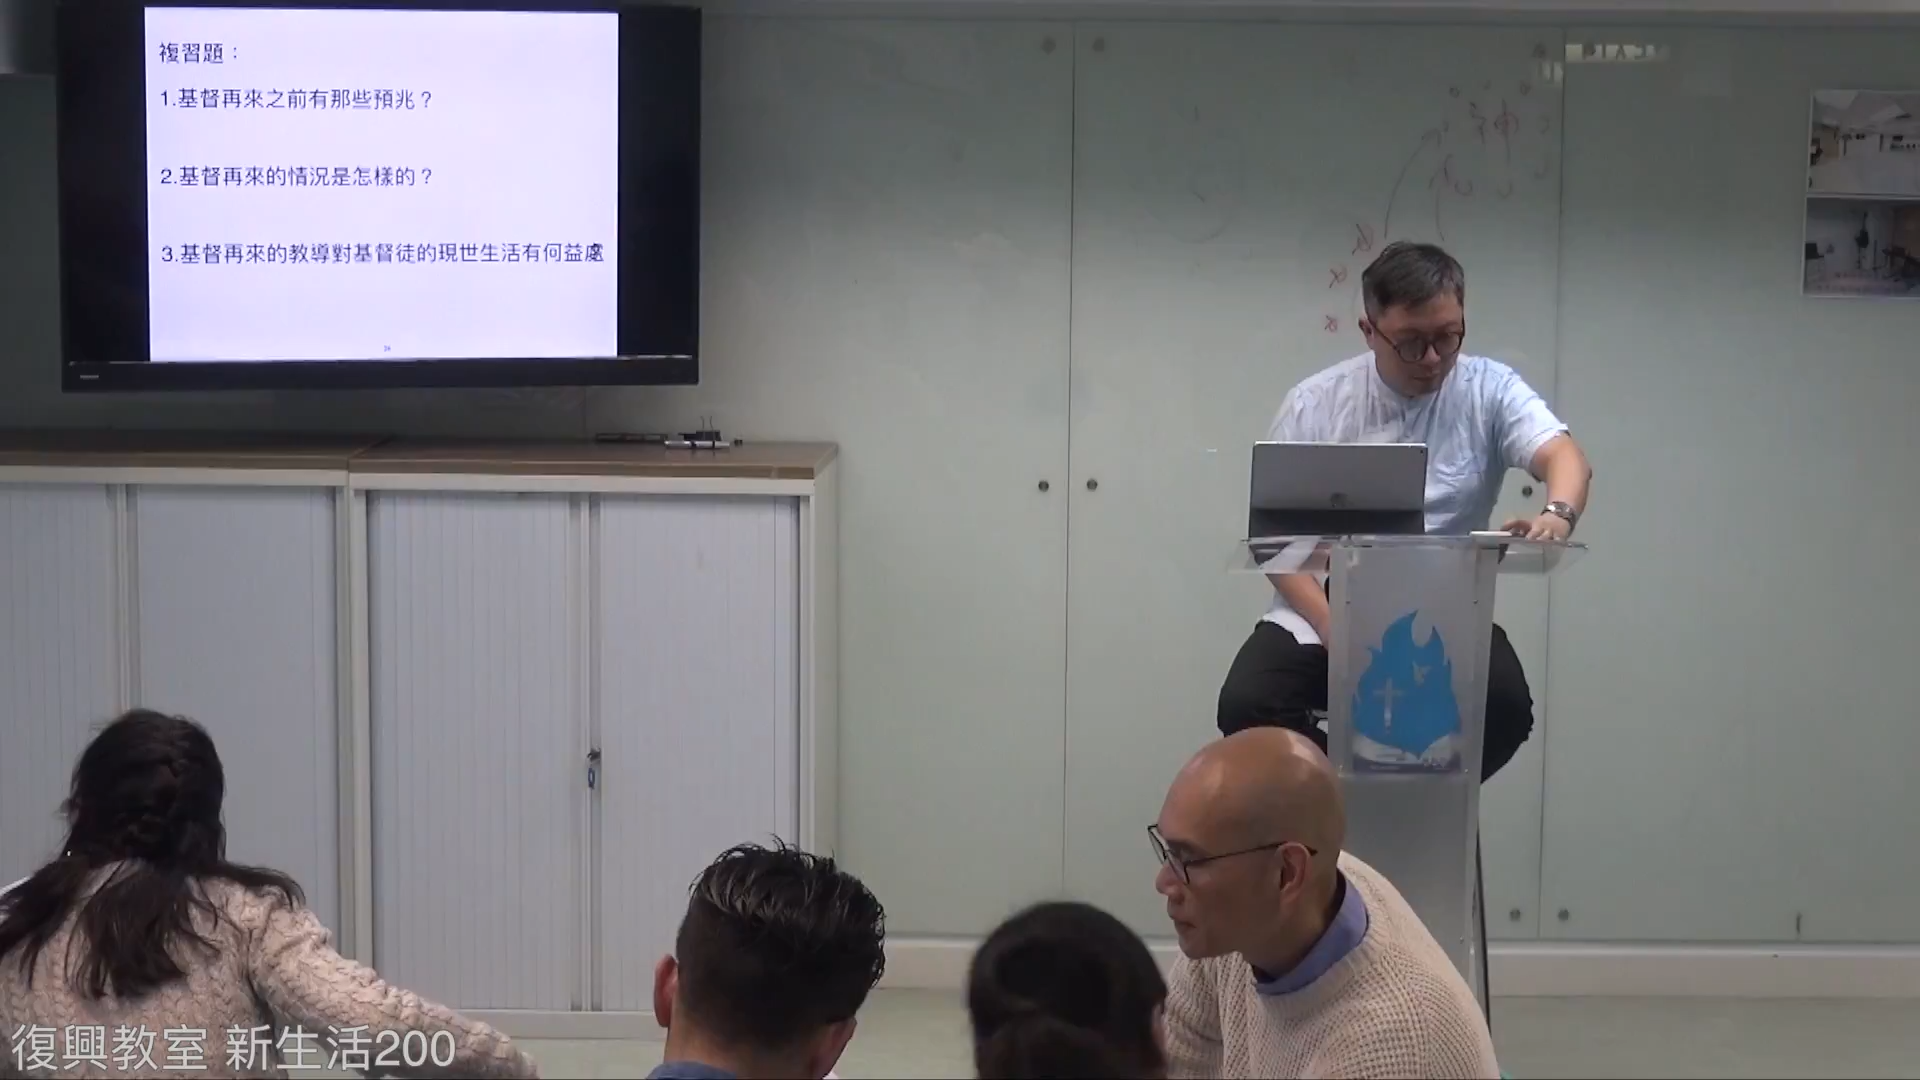 複習題：
1.基督再來之前有那些預兆？
2.基督再來的情況是怎樣的？
3.基督再來的教導對基督徒的現世生活有何益處
神
復興教室 新生活200